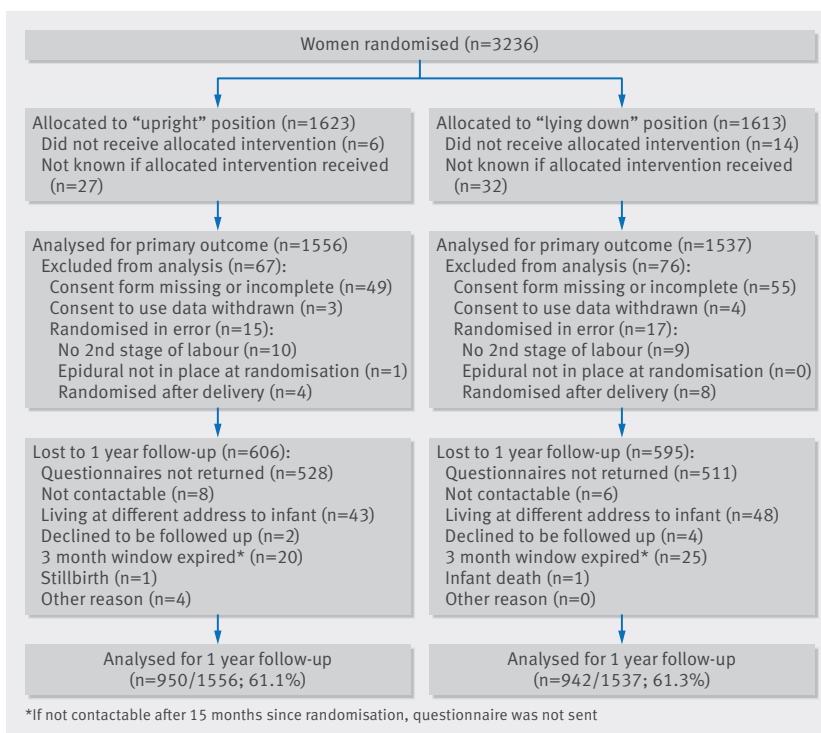 Women randomised (n=3236)
Allocated to “upright” position (n=1623)
Did not receive allocated intervention (n=6)
Not known if allocated intervention received
(n=27)
Allocated to “lying down” position (n=1613)
Did not receive allocated intervention (n=14)
Not known if allocated intervention received
(n=32)
Analysed for primary outcome (n=1556)
Excluded from analysis (n=67):
Consent form missing or incomplete (n=49)
Consent to use data withdrawn (n=3)
Randomised in error (n=15):
No 2nd stage of labour (n=10)
Epidural not in place at randomisation (n=1)
Randomised after delivery (n=4)
Analysed for primary outcome (n=1537)
Excluded from analysis (n=76):
Consent form missing or incomplete (n=55)
Consent to use data withdrawn (n=4)
Randomised in error (n=17):
No 2nd stage of labour (n=9)
Epidural not in place at randomisation (n=0)
Randomised after delivery (n=8)
Lost to 1 year follow-up (n=606):
Questionnaires not returned (n=528)
Not contactable (n=8)
Living at different address to infant (n=43)
Declined to be followed up (n=2)
3 month window expired* (n=20)
Stillbirth (n=1)
Other reason (n=4)
Lost to 1 year follow-up (n=595):
Questionnaires not returned (n=511)
Not contactable (n=6)
Living at different address to infant (n=48)
Declined to be followed up (n=4)
3 month window expired* (n=25)
Infant death (n=1)
Other reason (n=0)
Analysed for 1 year follow-up
(n=950/1556; 61.1%)
Analysed for 1 year follow-up
(n=942/1537; 61.3%)
*If not contactable after 15 months since randomisation, questionnaire was not sent